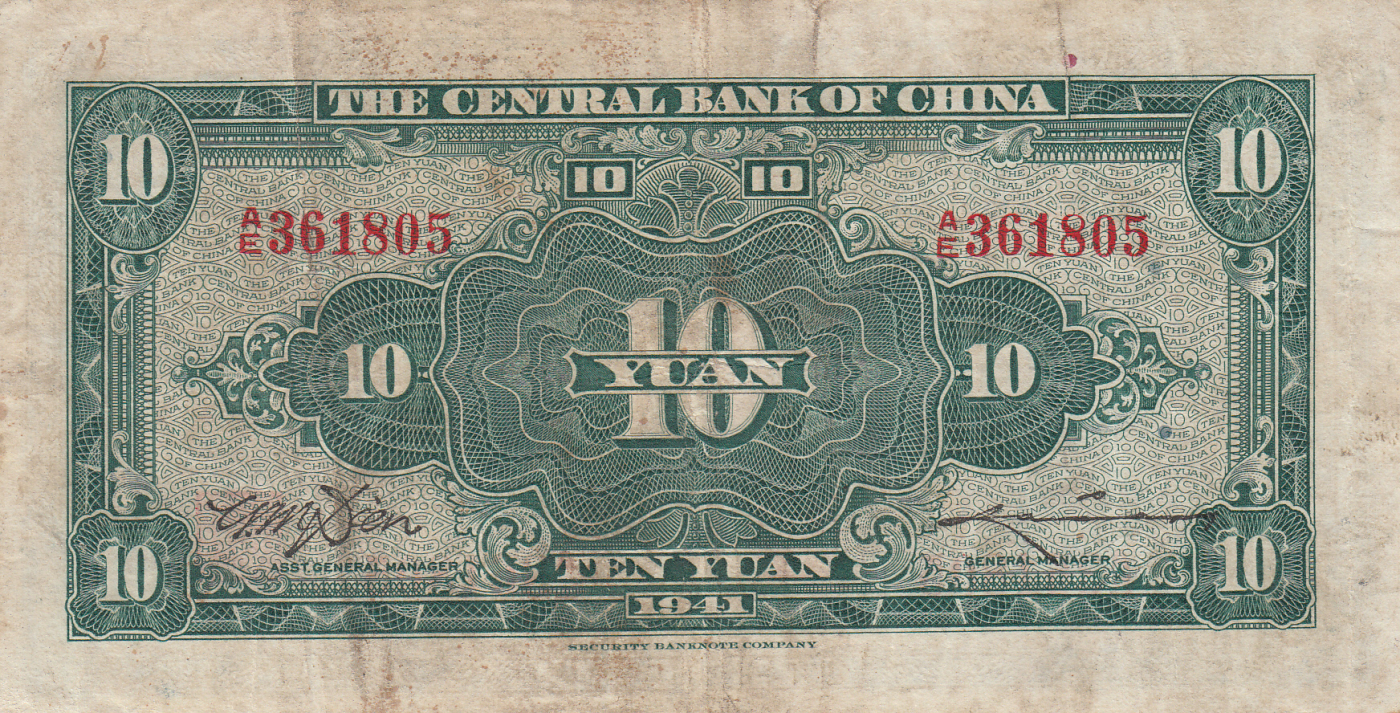 THE CENTRAL BANK OF CHINA
10 10
10 10
A/E 361805 A/E 361805
10 10 10
YUAN
ASST. GENERAL MANAGER GENERAL MANAGER
10 TEN YUAN 10
1941
SECURITY BANKNOTE COMPANY